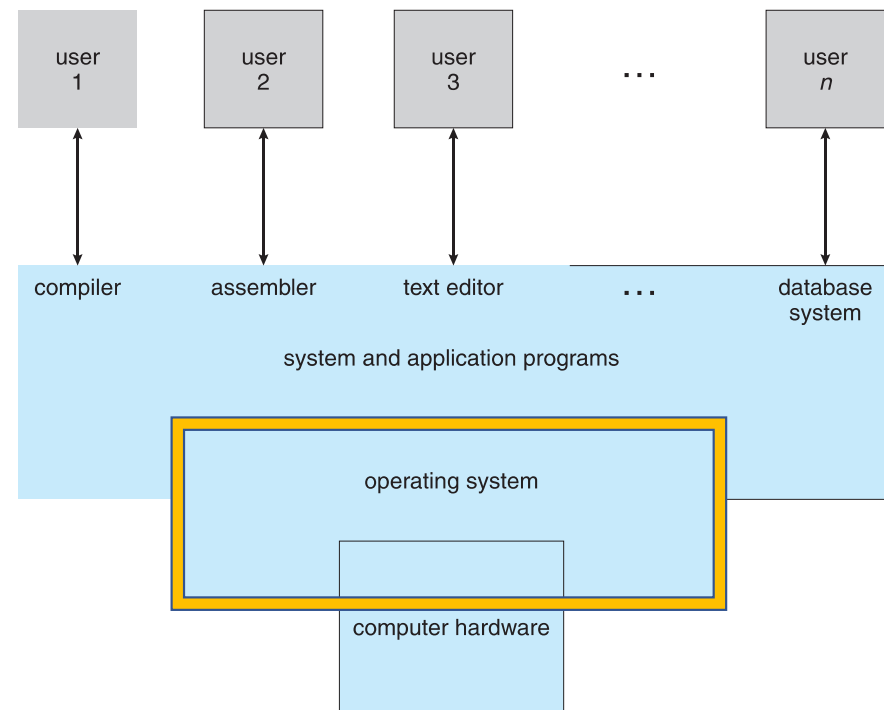 user
1
user
2
user
3
...
user
n
compiler
assembler
text editor
...
database
system
system and application programs
operating system
computer hardware